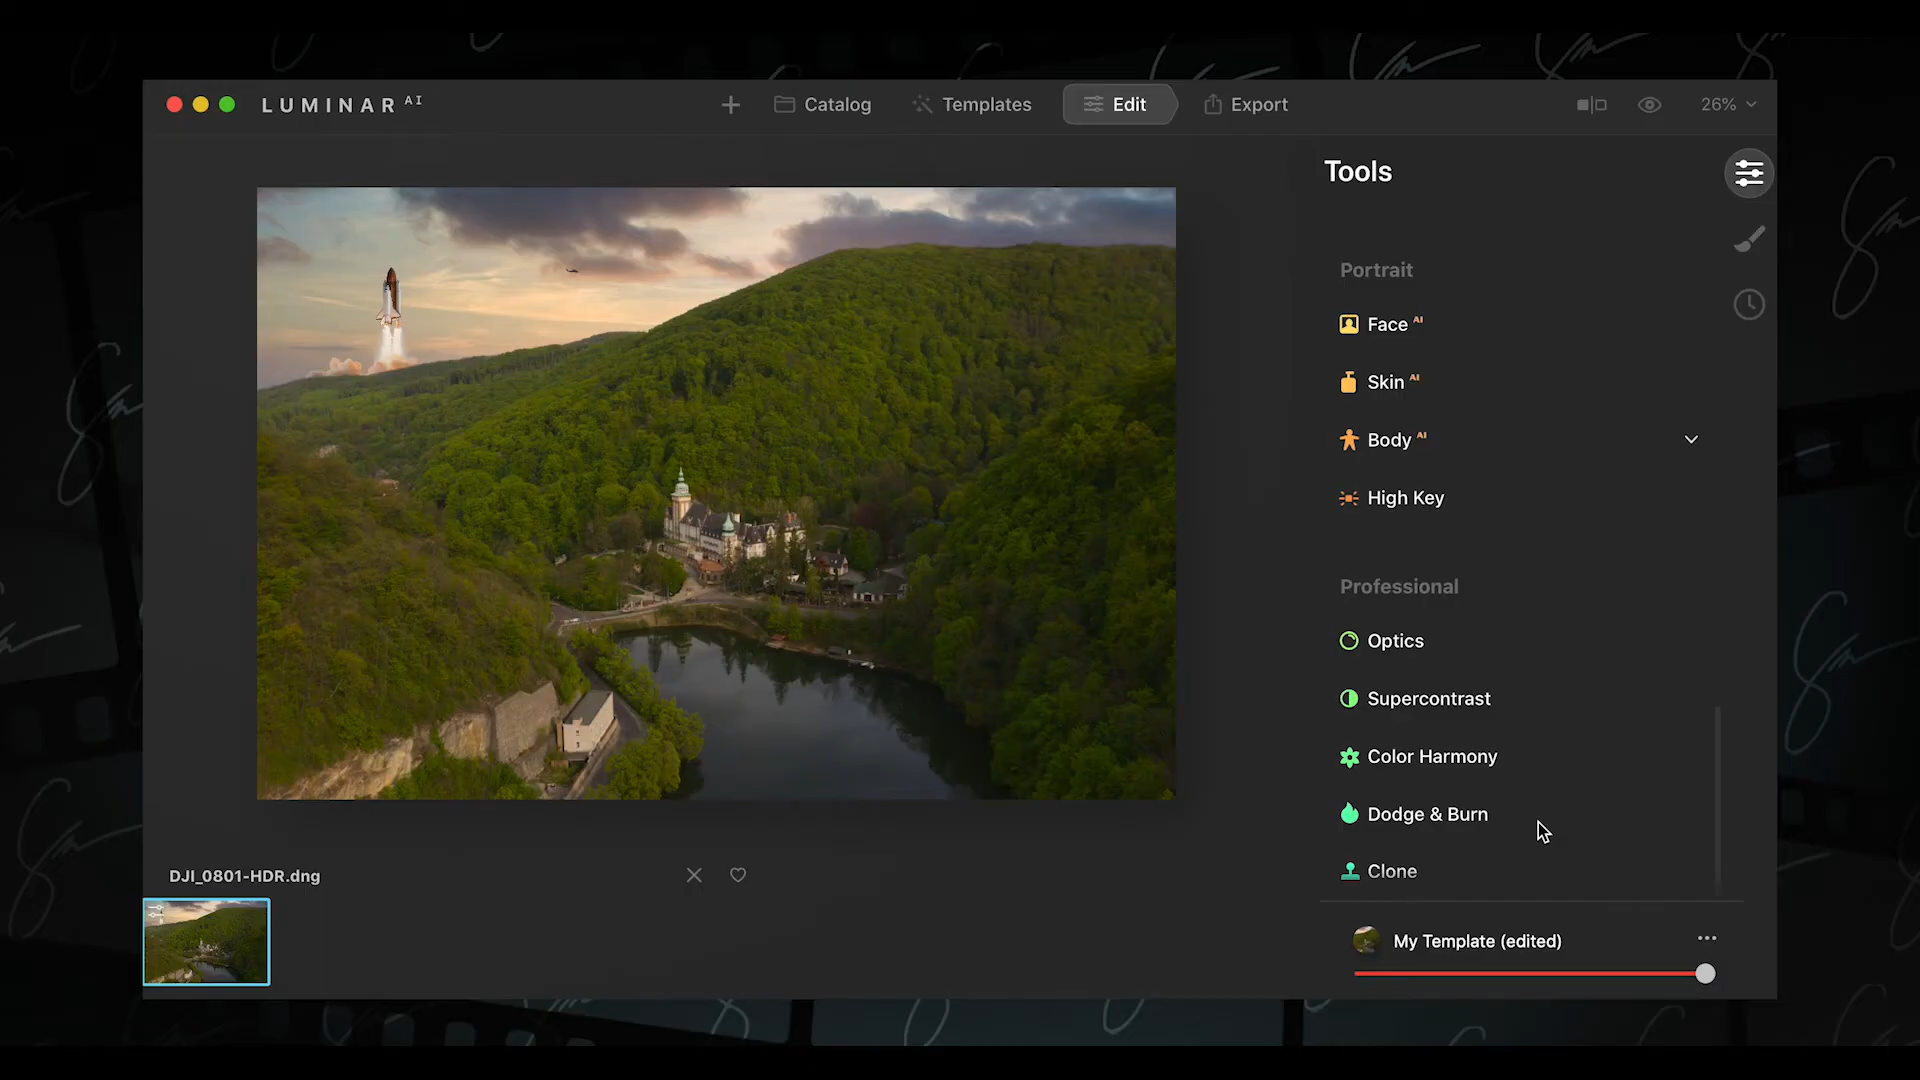 LUMINAR AI
Catalog
Templates
Edit
Export
26%
Tools
Portrait
Face AI
Skin AI
Body AI
High Key
Professional
Optics
Supercontrast
Color Harmony
Dodge & Burn
Clone
DJI_0801-HDR.dng
My Template (edited)